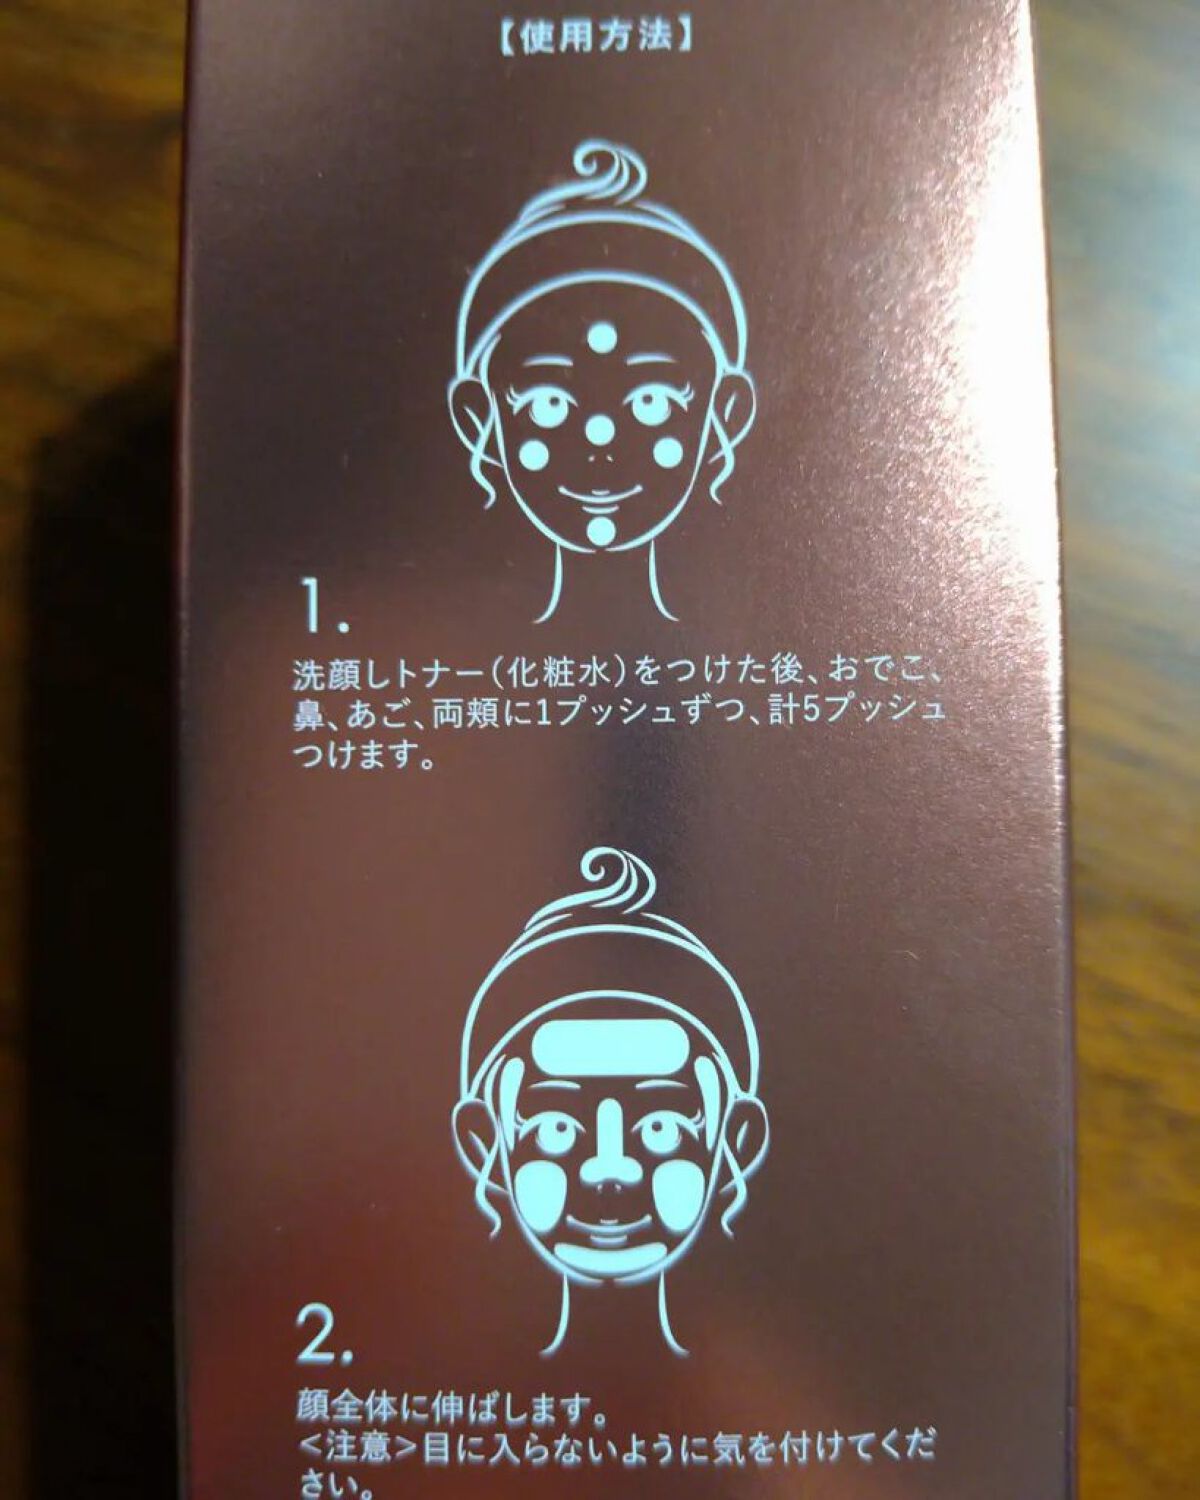 【使用方法】
1.
洗顔しトナー(化粧水)をつけた後、おでこ、
鼻、あご、両頬に1プッシュずつ、計5プッシュ
つけます。
2.
顔全体に伸ばします。
<注意>目に入らないように気を付けてくだ
さい。